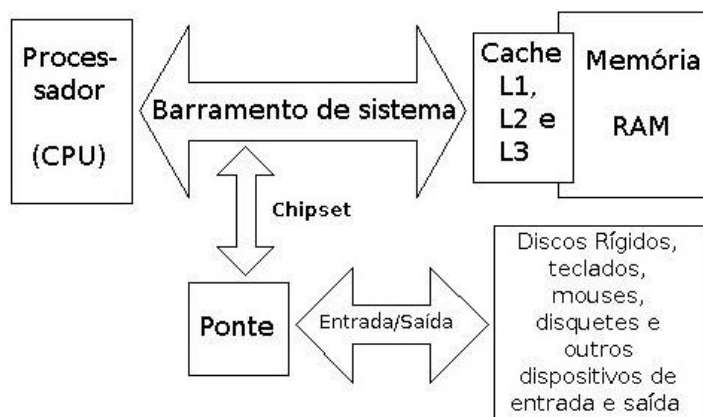 Proces-
sador
(CPU)
Barramento de sistema
Cache
L1,
L2 e
L3
Memória
RAM
Chipset
Ponte
Entrada/Saída
Discos Rígidos,
teclados,
mouses,
disquetes e
outros
dispositivos de
entrada e saída